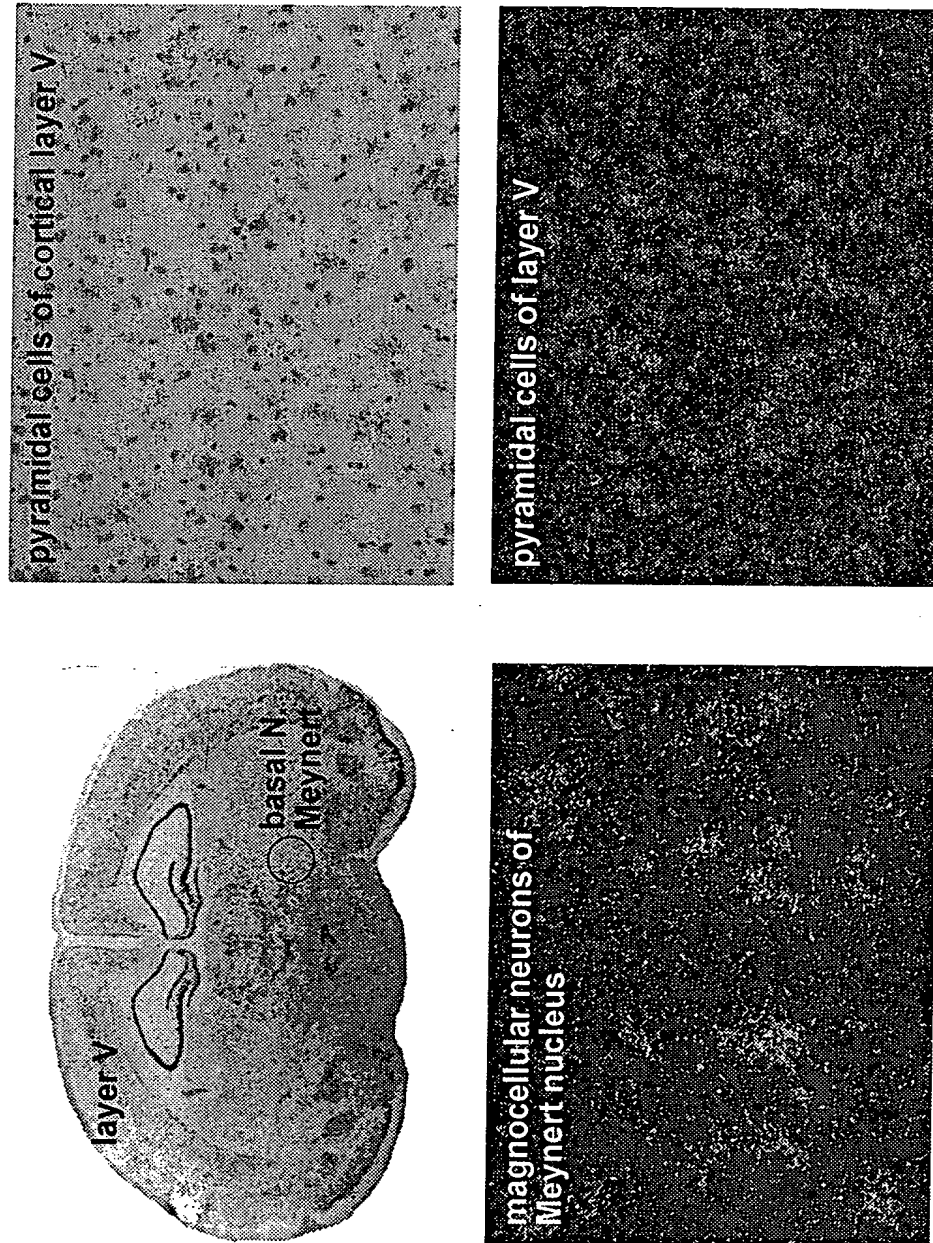 layer V
basal N.
Meynert
pyramidal cells of cortical layer V
magnocellular neurons of
Meynert nucleus
pyramidal cells of layer V